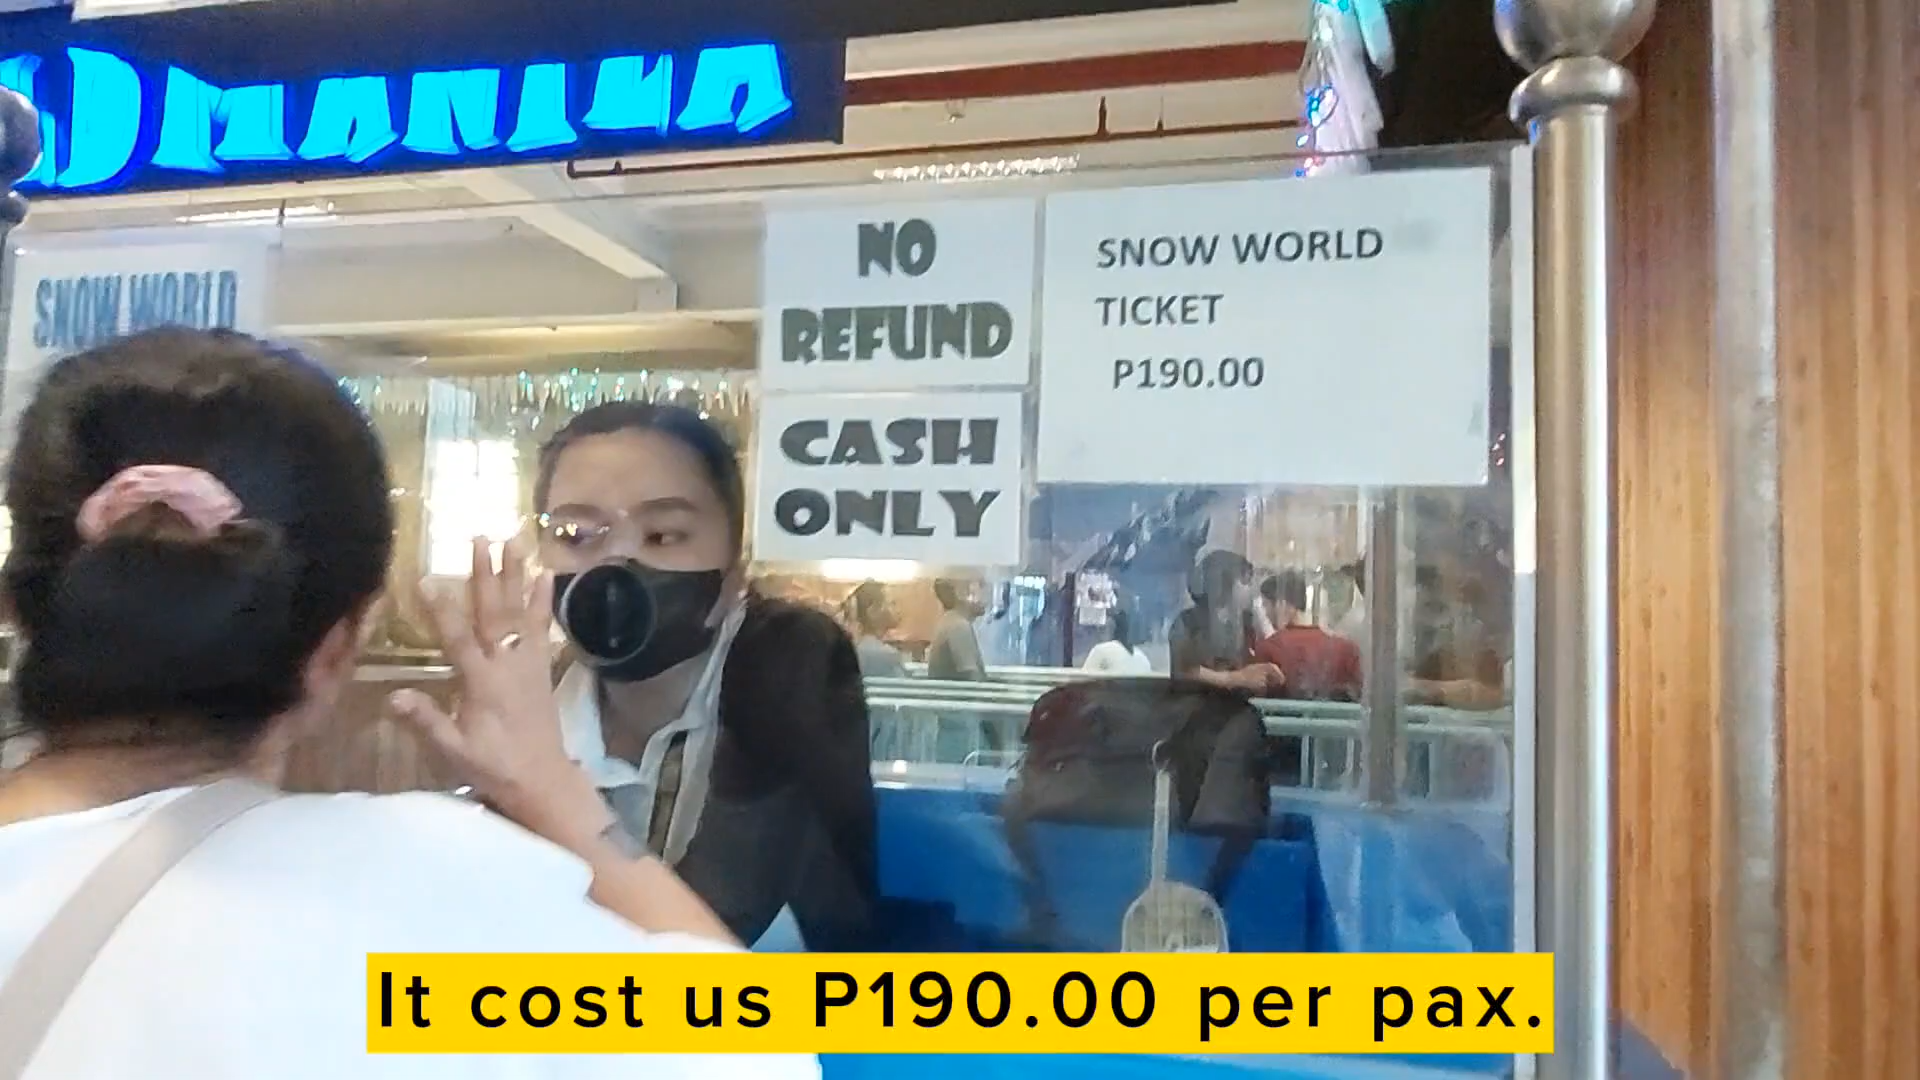 MANILA
SNOW WORLD
NO
REFUND
CASH
ONLY
SNOW WORLD
TICKET
P190.00
It cost us P190.00 per pax.